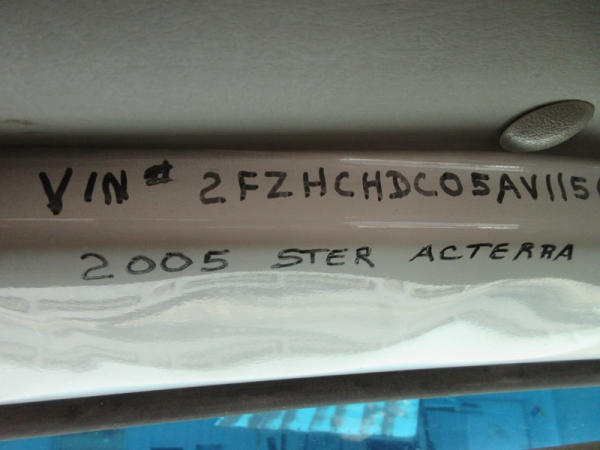 VIN# 2FZHCHDC05AV115
2005 STER ACTERRA